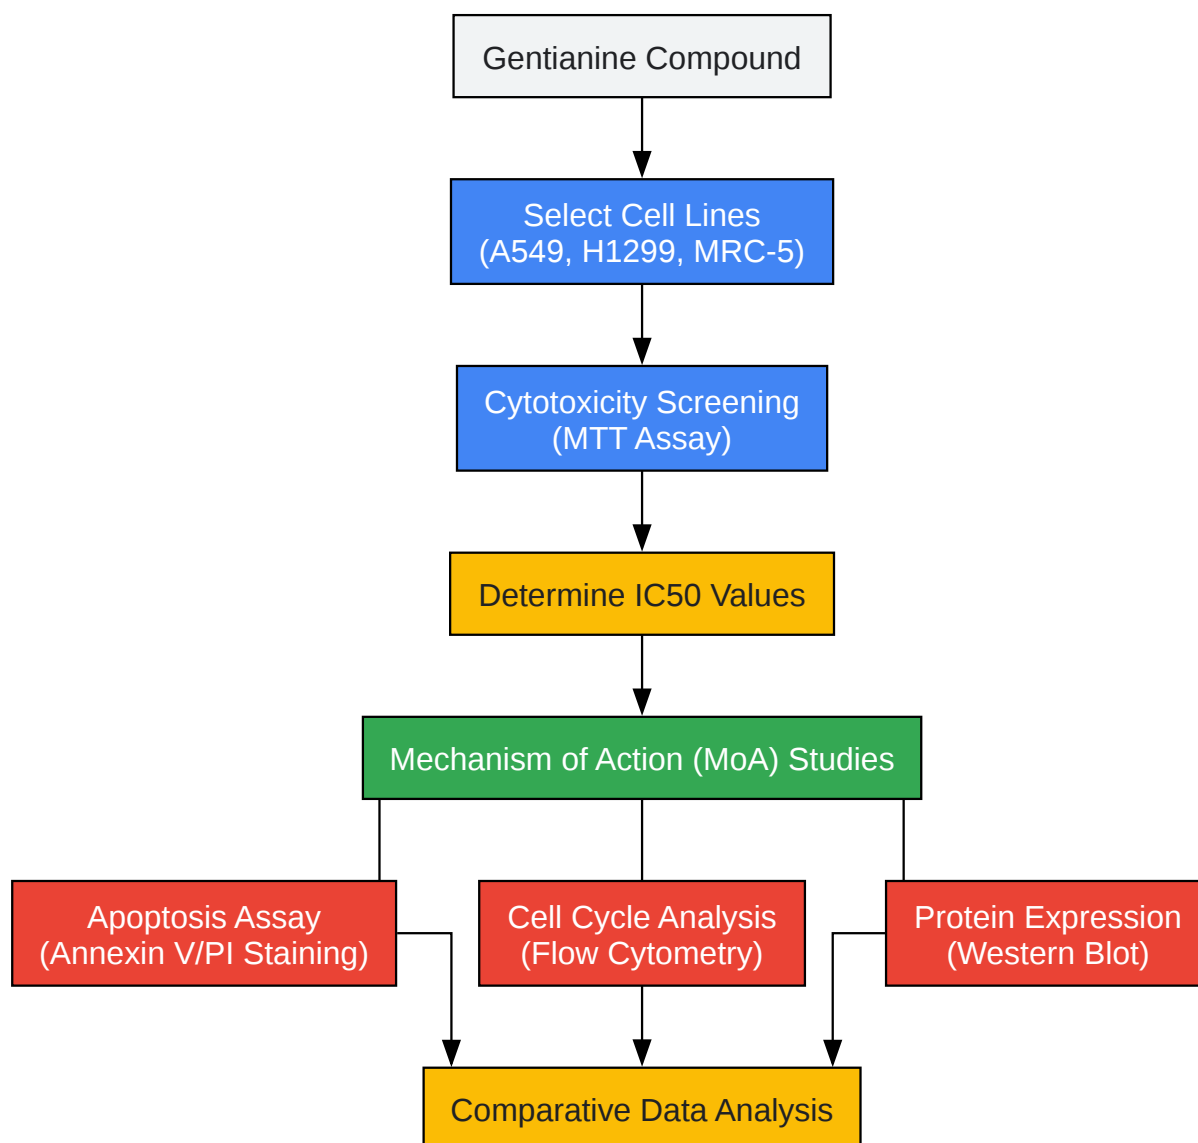 Gentianine Compound
Select Cell Lines
(A549, H1299, MRC-5)
Cytotoxicity Screening
(MTT Assay)
Determine IC50 Values
Mechanism of Action (MoA) Studies
Apoptosis Assay
(Annexin V/PI Staining)
Cell Cycle Analysis
(Flow Cytometry)
Protein Expression
(Western Blot)
Comparative Data Analysis